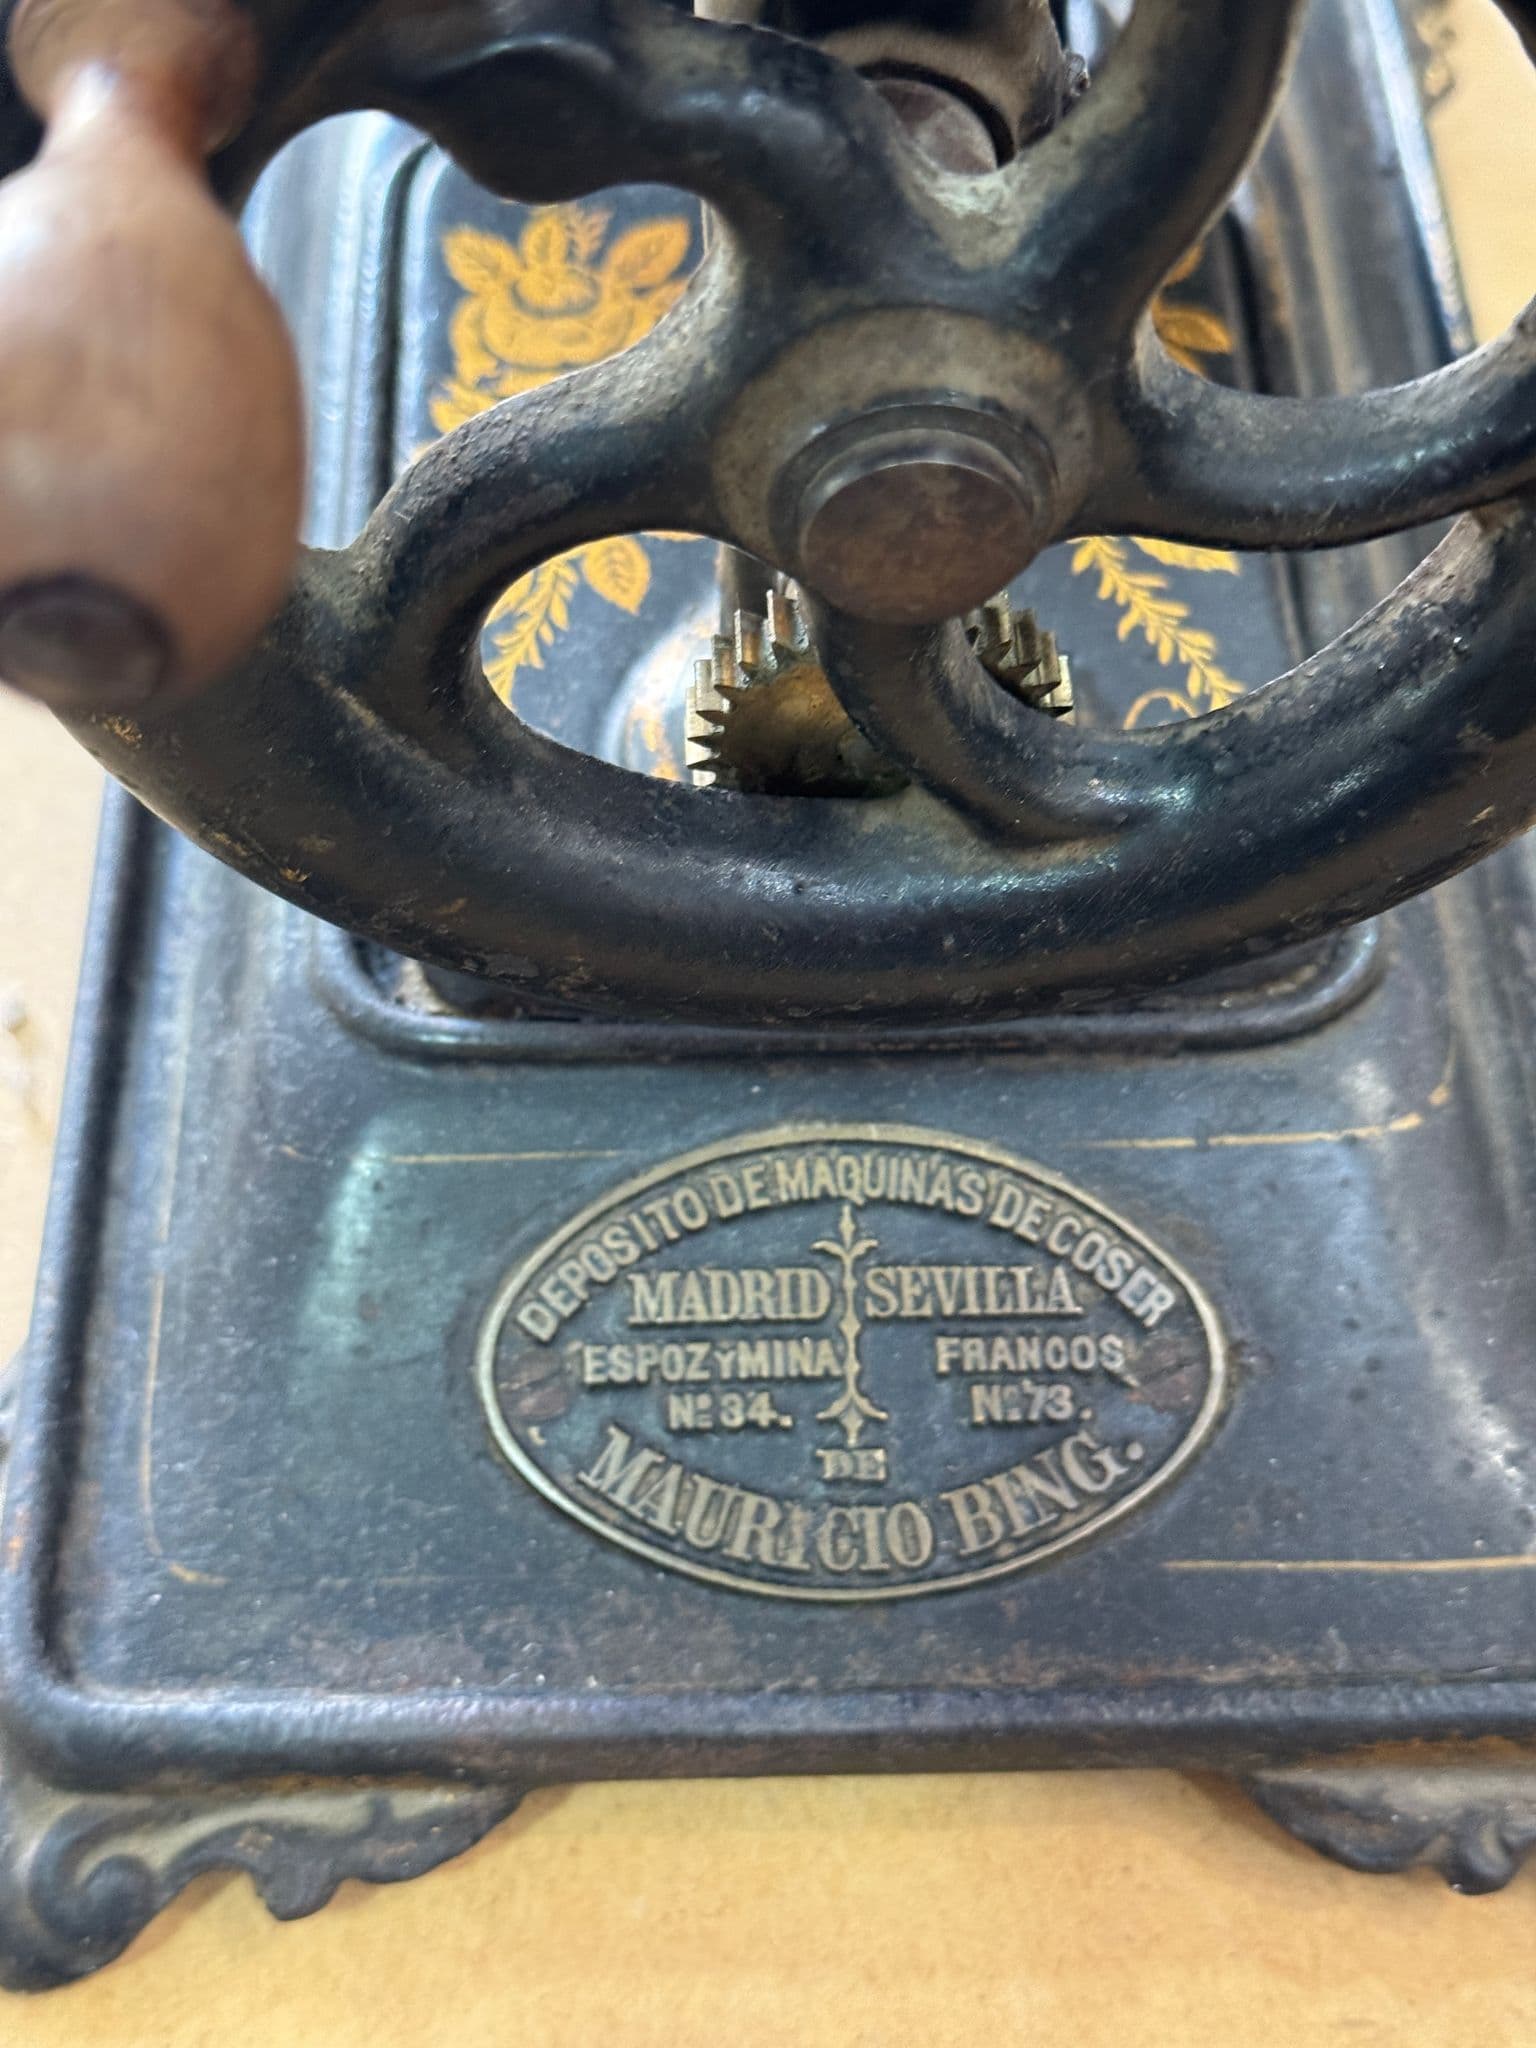 DEPOSITO DE MAQUINAS DE COSER
MADRID SEVILLA
ESPOZ Y MINA FRANCOS
Nº 34. Nº 73.
DE
MAURICIO BING.